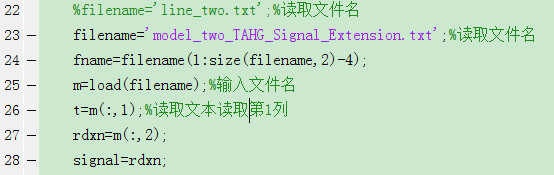 22 %filename='line_two.txt';%读取文件名
23 — filename='model_two_TAHG_Signal_Extension.txt';%读取文件名
24 — fname=filename(1:size(filename,2)-4);
25 — m=load(filename);%输入文件名
26 — t=m(:,1);%读取文本读取第1列
27 — rdxn=m(:,2);
28 — signal=rdxn;